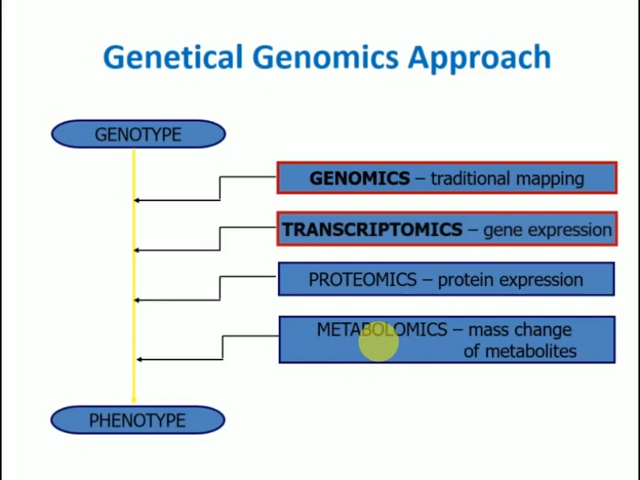 Genetical Genomics Approach
GENOTYPE
GENOMICS – traditional mapping
TRANSCRIPTOMICS – gene expression
PROTEOMICS – protein expression
METABOLOMICS – mass change
of metabolites
PHENOTYPE